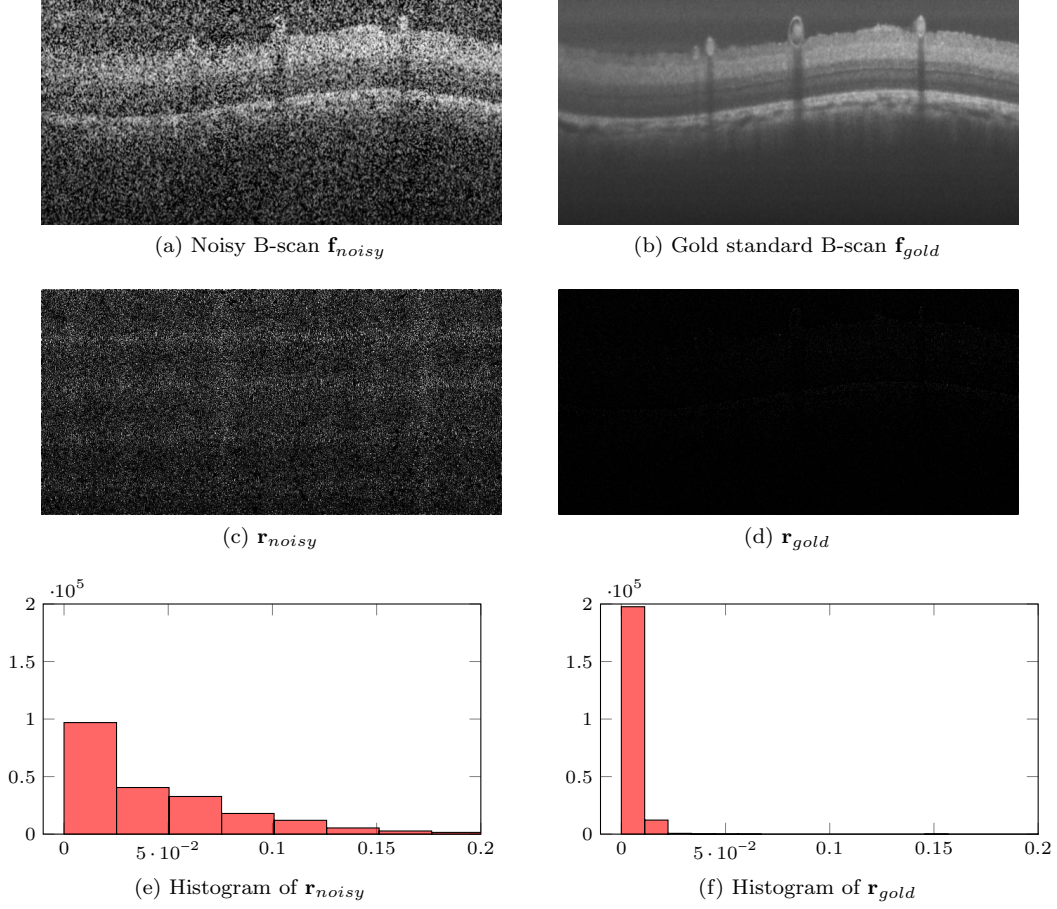 (a) Noisy B-scan f_noisy
(b) Gold standard B-scan f_gold
(c) r_noisy
(d) r_gold
·10^5
2
1.5
1
0.5
0
0
5 · 10^−2
0.1
0.15
0.2
(e) Histogram of r_noisy
·10^5
2
1.5
1
0.5
0
0
5 · 10^−2
0.1
0.15
0.2
(f) Histogram of r_gold